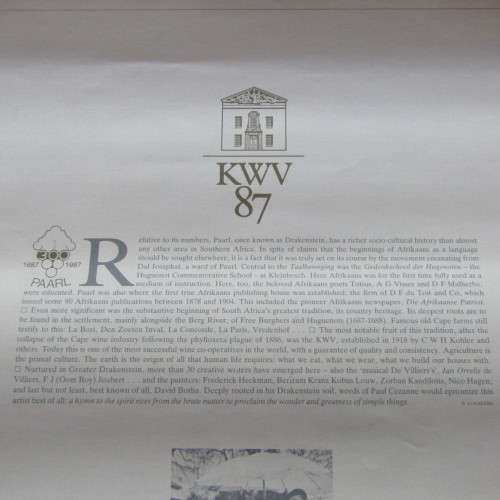 KWV
87
300
1687 1987
PAARL
Relative to its numbers, Paarl, once known as Drakenstein, has a richer socio-cultural history than almost
any other area in Southern Africa. In spite of claims that the beginnings of Afrikaans as a language
should be sought elsewhere, it is a fact that it was truly set on its course by the movement emanating from
Dal Josaphat, a ward of Paarl. Central to the Taalbeweging was the Gedenkschool der Hugenoten – the
Huguenot Commemoration School – at Kleinbosch. Here Afrikaans was for the first time fully used as a
medium of instruction. Here, too, the beloved Afrikaans poets Totius, A G Visser and D F Malherbe,
were educated. Paarl was also where the first true Afrikaans publishing house was established: the firm of D F du Toit and Co, which
issued some 80 Afrikaans publications between 1878 and 1904. This included the pioneer Afrikaans newspaper, Die Afrikaanse Patriot.
□ Even more significant was the substantive beginning of South Africa's greatest tradition, its country heritage. Its deepest roots are to
be found in the settlement, mainly alongside the Berg River, of Free Burghers and Huguenots (1687-1688). Famous old Cape farms still
testify to this: La Borí, Den Zoeten Inval, La Concorde, La Paris, Vredenhof . . . □ The most notable fruit of this tradition, after the
collapse of the Cape wine industry following the phylloxera plague of 1886, was the KWV, established in 1918 by C W H Kohler and
others. Today this is one of the most successful wine co-operatives in the world, with a guarantee of quality and consistency. Agriculture is
the primal culture. The earth is the origin of all that human life requires: what we eat, what we wear, what we build our houses with.
□ Nurtured in Greater Drakenstein, more than 30 creative writers have emerged here – also the 'musical De Villiers's', Jan Orrelis de
Villiers, F J (Oom Boy) Joubert . . . and the painters: Frederick Heckman, Bertram Krantz Kobus Louw, Zorban Kandilotis, Nico Hagen,
and last but not least, best known of all, David Botha. Deeply rooted in his Drakenstein soil, words of Paul Cezanne would epitomize this
artist best of all: a hymn to the spirit rises from the brute matter to proclaim the wonder and greatness of simple things.